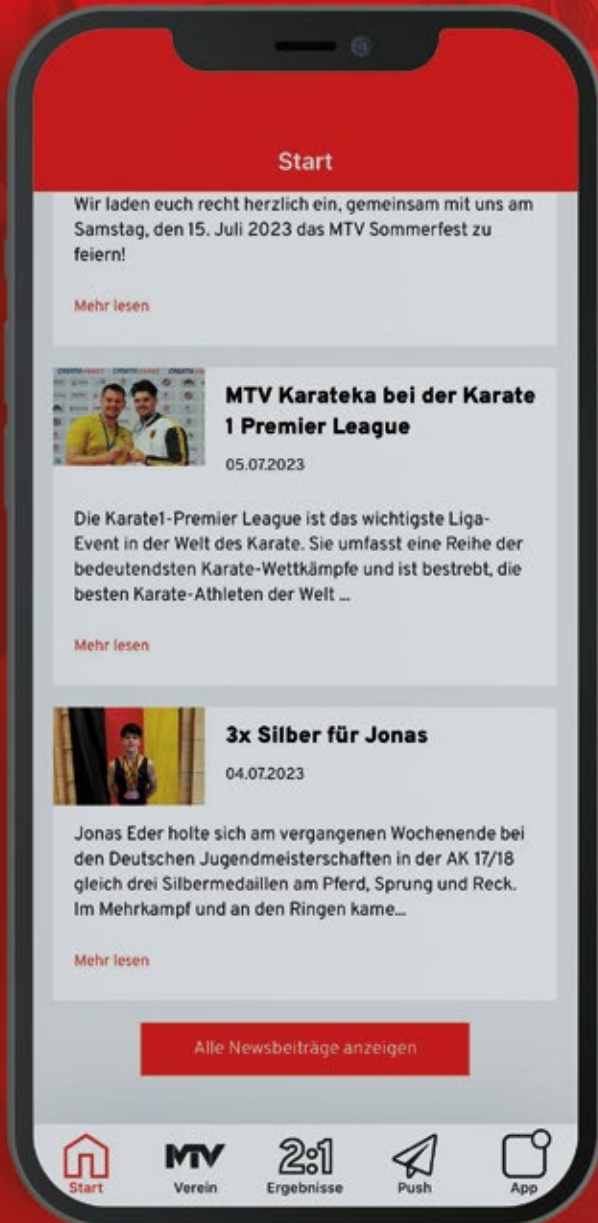 Start
Wir laden euch recht herzlich ein, gemeinsam mit uns am
Samstag, den 15. Juli 2023 das MTV Sommerfest zu
feiern!
Mehr lesen
MTV Karateka bei der Karate
1 Premier League
05.07.2023
Die Karate1-Premier League ist das wichtigste Liga-
Event in der Welt des Karate. Sie umfasst eine Reihe der
bedeutendsten Karate-Wettkämpfe und ist bestrebt, die
besten Karate-Athleten der Welt ...
Mehr lesen
3x Silber für Jonas
04.07.2023
Jonas Eder holte sich am vergangenen Wochenende bei
den Deutschen Jugendmeisterschaften in der AK 17/18
gleich drei Silbermedaillen am Pferd, Sprung und Reck.
Im Mehrkampf und an den Ringen kame...
Mehr lesen
Alle Newsbeiträge anzeigen
MTV 2:1
Start Verein Ergebnisse Push App